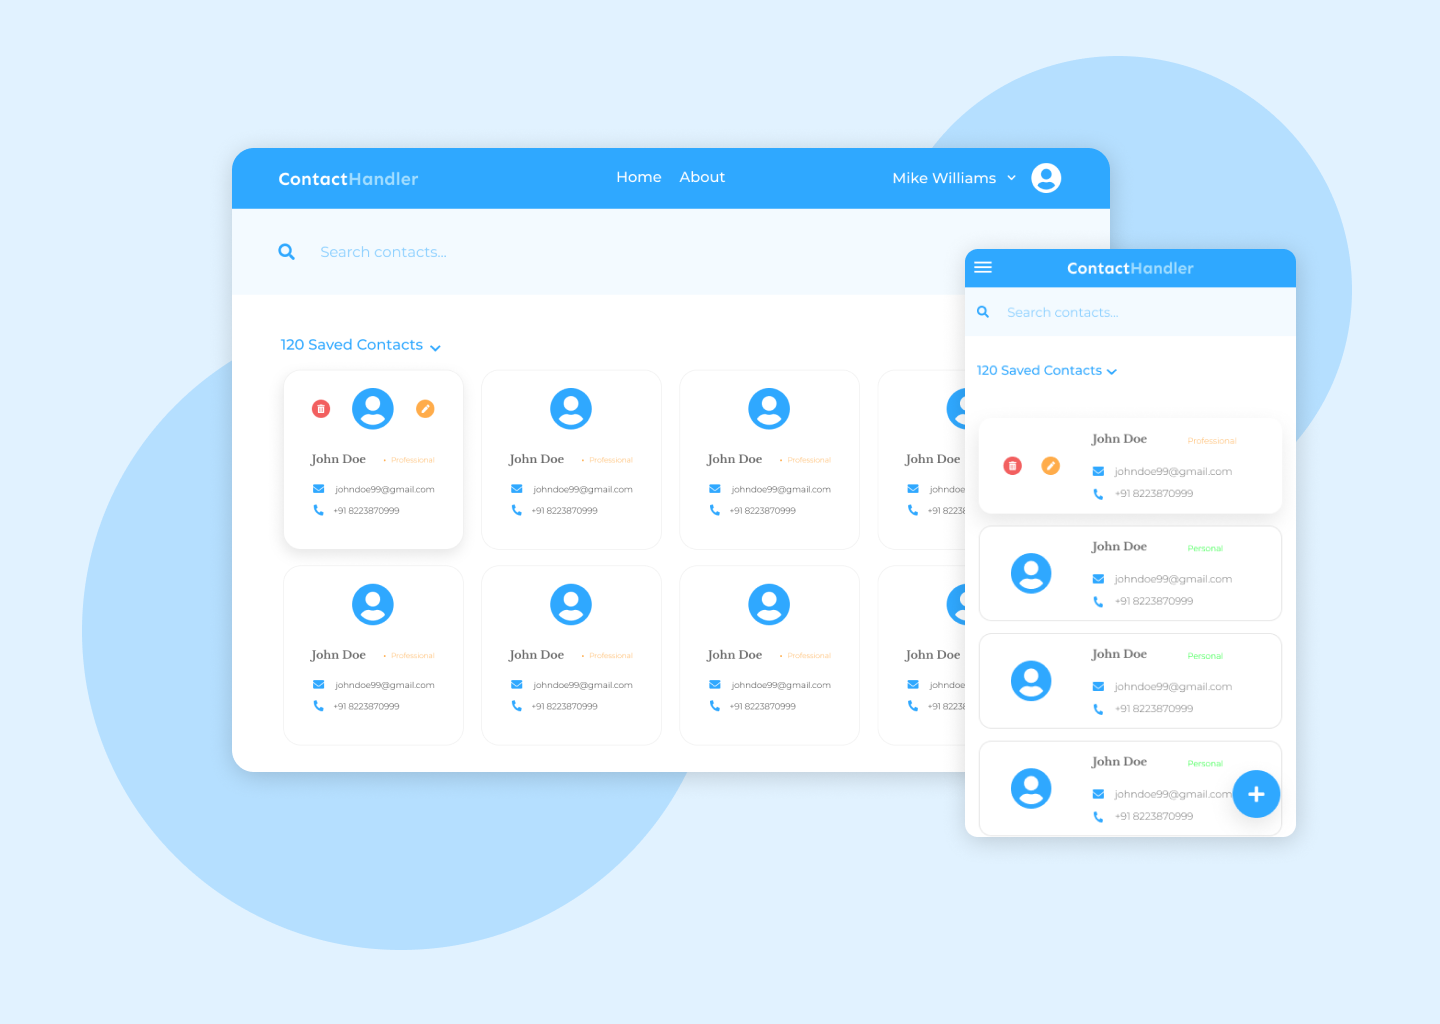 ContactHandler
Home About
Mike Williams
Search contacts...
120 Saved Contacts
John Doe • Professional
johndoe99@gmail.com
+91 8223870999
John Doe • Professional
johndoe99@gmail.com
+91 8223870999
John Doe • Professional
johndoe99@gmail.com
+91 8223870999
John Doe
johndoe
+91 8223
John Doe • Professional
johndoe99@gmail.com
+91 8223870999
John Doe • Professional
johndoe99@gmail.com
+91 8223870999
John Doe • Professional
johndoe99@gmail.com
+91 8223870999
John Doe
johndoe
+91 8223
ContactHandler
Search contacts...
120 Saved Contacts
John Doe Professional
johndoe99@gmail.com
+91 8223870999
John Doe Personal
johndoe99@gmail.com
+91 8223870999
John Doe Personal
johndoe99@gmail.com
+91 8223870999
John Doe Personal
johndoe99@gmail.com
+91 8223870999